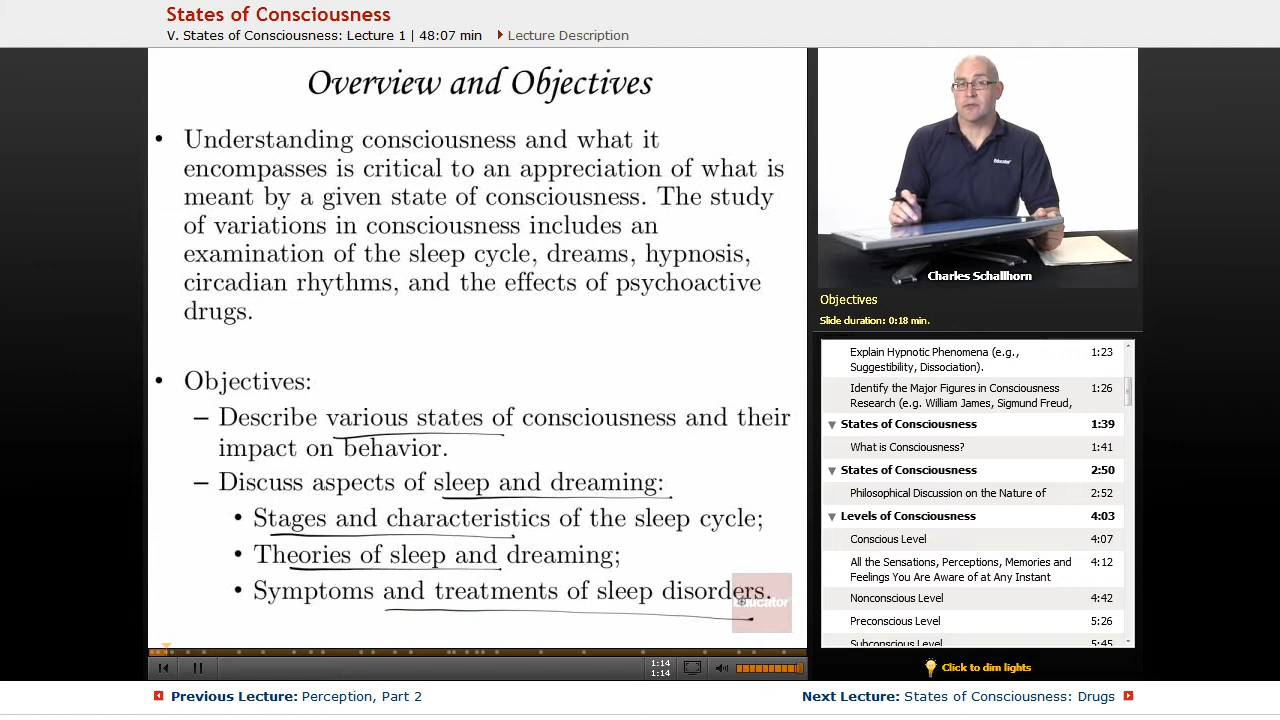 States of Consciousness
V. States of Consciousness: Lecture 1 | 48:07 min Lecture Description
Overview and Objectives
• Understanding consciousness and what it
encompasses is critical to an appreciation of what is
meant by a given state of consciousness. The study
of variations in consciousness includes an
examination of the sleep cycle, dreams, hypnosis,
circadian rhythms, and the effects of psychoactive
drugs.
• Objectives:
– Describe various states of consciousness and their
impact on behavior.
– Discuss aspects of sleep and dreaming:
• Stages and characteristics of the sleep cycle;
• Theories of sleep and dreaming;
• Symptoms and treatments of sleep disorders.
Educator
1:14
1:14
Educator
Charles Schallhorn
Objectives
Slide duration: 0:18 min.
Explain Hypnotic Phenomena (e.g., 1:23
Suggestibility, Dissociation).
Identify the Major Figures in Consciousness 1:26
Research (e.g. William James, Sigmund Freud,
States of Consciousness 1:39
What is Consciousness? 1:41
States of Consciousness 2:50
Philosophical Discussion on the Nature of 2:52
Levels of Consciousness 4:03
Conscious Level 4:07
All the Sensations, Perceptions, Memories and 4:12
Feelings You Are Aware of at Any Instant
Nonconscious Level 4:42
Preconscious Level 5:26
Subconscious Level 5:45
Click to dim lights
Previous Lecture: Perception, Part 2
Next Lecture: States of Consciousness: Drugs